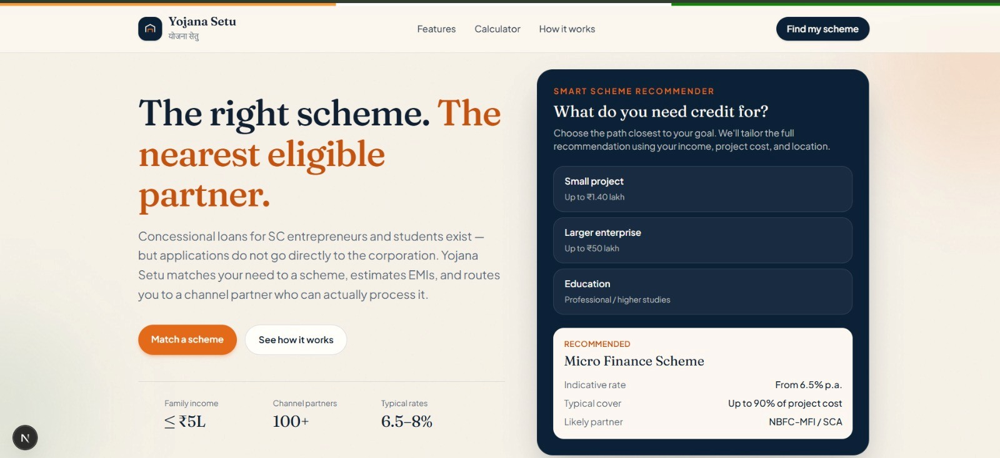 Yojana Setu
योजना सेतु
Features
Calculator
How it works
Find my scheme
The right scheme. The
nearest eligible
partner.
Concessional loans for SC entrepreneurs and students exist —
but applications do not go directly to the corporation. Yojana
Setu matches your need to a scheme, estimates EMIs, and routes
you to a channel partner who can actually process it.
Match a scheme
See how it works
Family income
≤ ₹5L
Channel partners
100+
Typical rates
6.5–8%
SMART SCHEME RECOMMENDER
What do you need credit for?
Choose the path closest to your goal. We'll tailor the full
recommendation using your income, project cost, and location.
Small project
Up to ₹1.40 lakh
Larger enterprise
Up to ₹50 lakh
Education
Professional / higher studies
RECOMMENDED
Micro Finance Scheme
Indicative rate From 6.5% p.a.
Typical cover Up to 90% of project cost
Likely partner NBFC-MFI / SCA
N